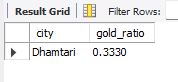 Result Grid Filter Rows:
city gold_ratio
Dhamtari 0.3330